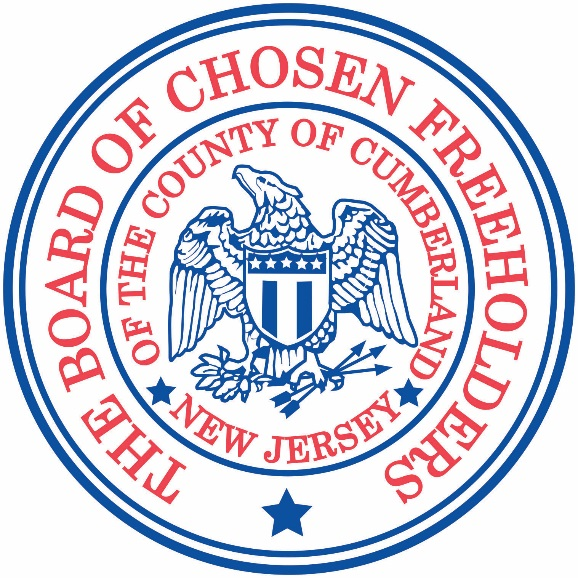 THE BOARD OF CHOSEN FREEHOLDERS
OF THE COUNTY OF CUMBERLAND
NEW JERSEY